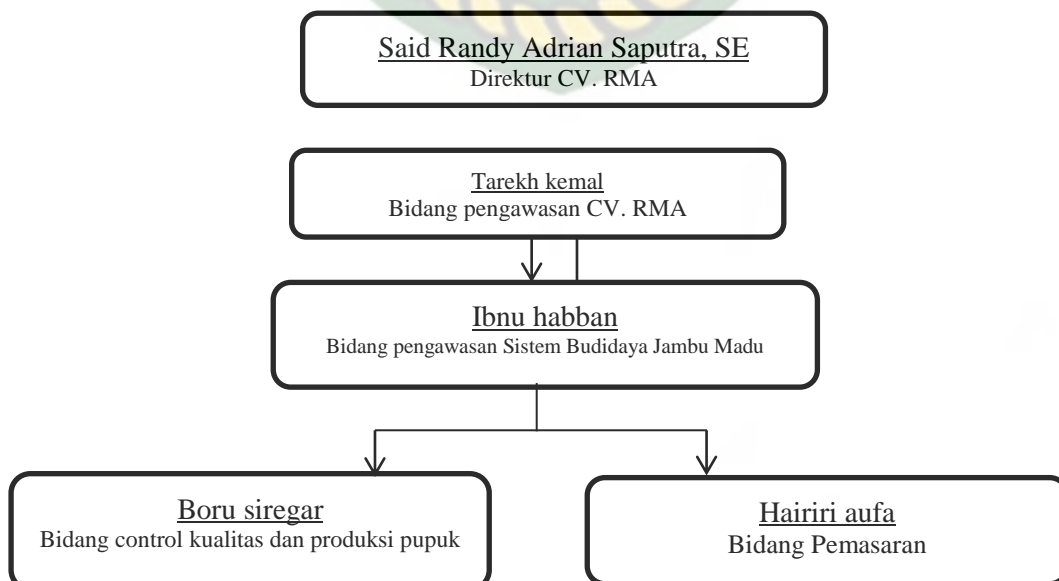 Said Randy Adrian Saputra, SE
Direktur CV. RMA
Tarekh kemal
Bidang pengawasan CV. RMA
Ibnu habban
Bidang pengawasan Sistem Budidaya Jambu Madu
Boru siregar
Bidang control kualitas dan produksi pupuk
Hairiri aufa
Bidang Pemasaran